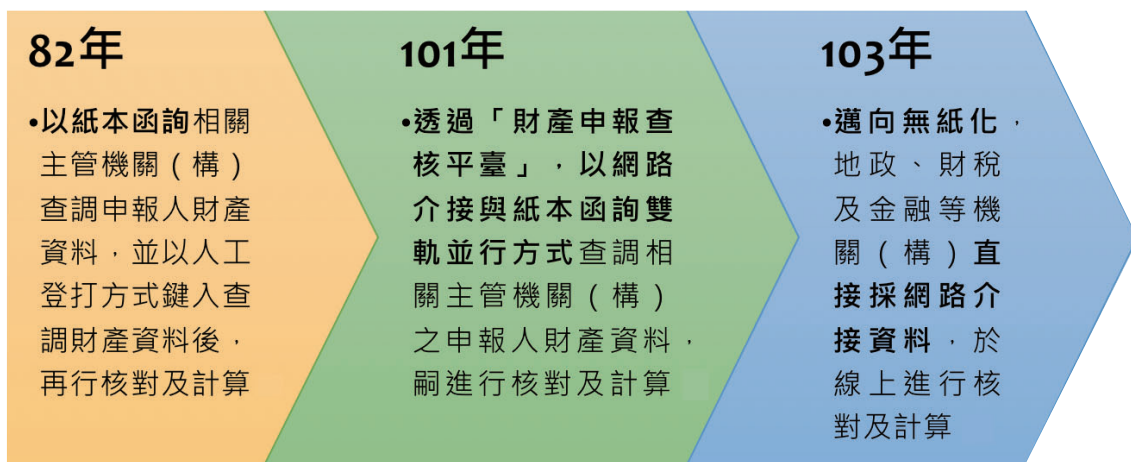 82年
•以紙本函詢相關
主管機關(構)
查調申報人財產
資料,並以人工
登打方式鍵入查
調財產資料後,
再行核對及計算
101年
•透過「財產申報查
核平臺」,以網路
介接與紙本函詢雙
軌並行方式查調相
關主管機關(構)
之申報人財產資料,
嗣進行核對及計算
103年
•邁向無紙化,
地政、財稅
及金融等機
關(構)直
接採網路介
接資料,於
線上進行核
對及計算